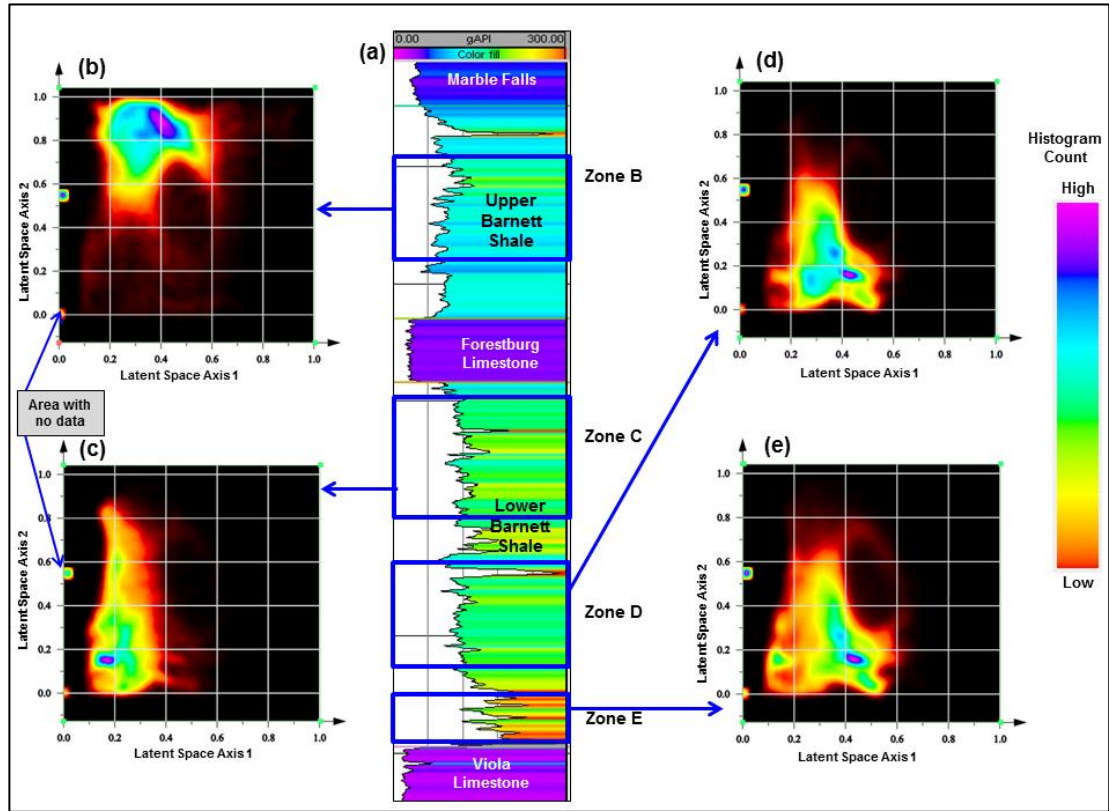 (a)
0.00 gAPI 300.00
Color fill
Marble Falls
Zone B
Upper
Barnett
Shale
Forestburg
Limestone
Zone C
Lower
Barnett
Shale
Zone D
Zone E
Viola
Limestone
(b)
Latent Space Axis 2
1.0
0.8
0.6
0.4
0.2
0.0
0.0 0.2 0.4 0.6 0.8 1.0
Latent Space Axis 1
Area with
no data
(c)
Latent Space Axis 2
1.0
0.8
0.6
0.4
0.2
0.0
0.0 0.2 0.4 0.6 0.8 1.0
Latent Space Axis 1
(d)
Latent Space Axis 2
1.0
0.8
0.6
0.4
0.2
0.0
0.0 0.2 0.4 0.6 0.8 1.0
Latent Space Axis 1
(e)
Latent Space Axis 2
1.0
0.8
0.6
0.4
0.2
0.0
0.0 0.2 0.4 0.6 0.8 1.0
Latent Space Axis 1
Histogram
Count
High
Low